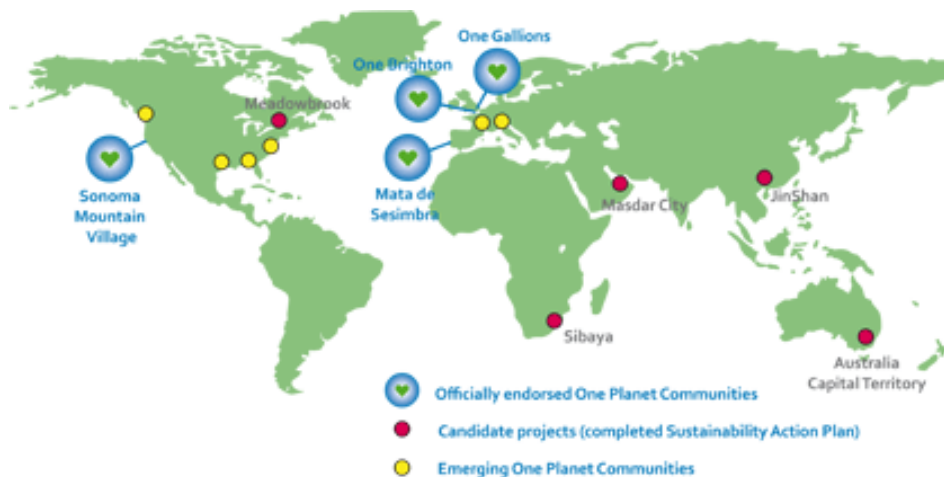 One Gallions
One Brighton
Meadowbrook
Sonoma
Mountain
Village
Mata de
Sesimbra
Masdar City
JinShan
Sibaya
Australia
Capital Territory
Officially endorsed One Planet Communities
Candidate projects (completed Sustainability Action Plan)
Emerging One Planet Communities